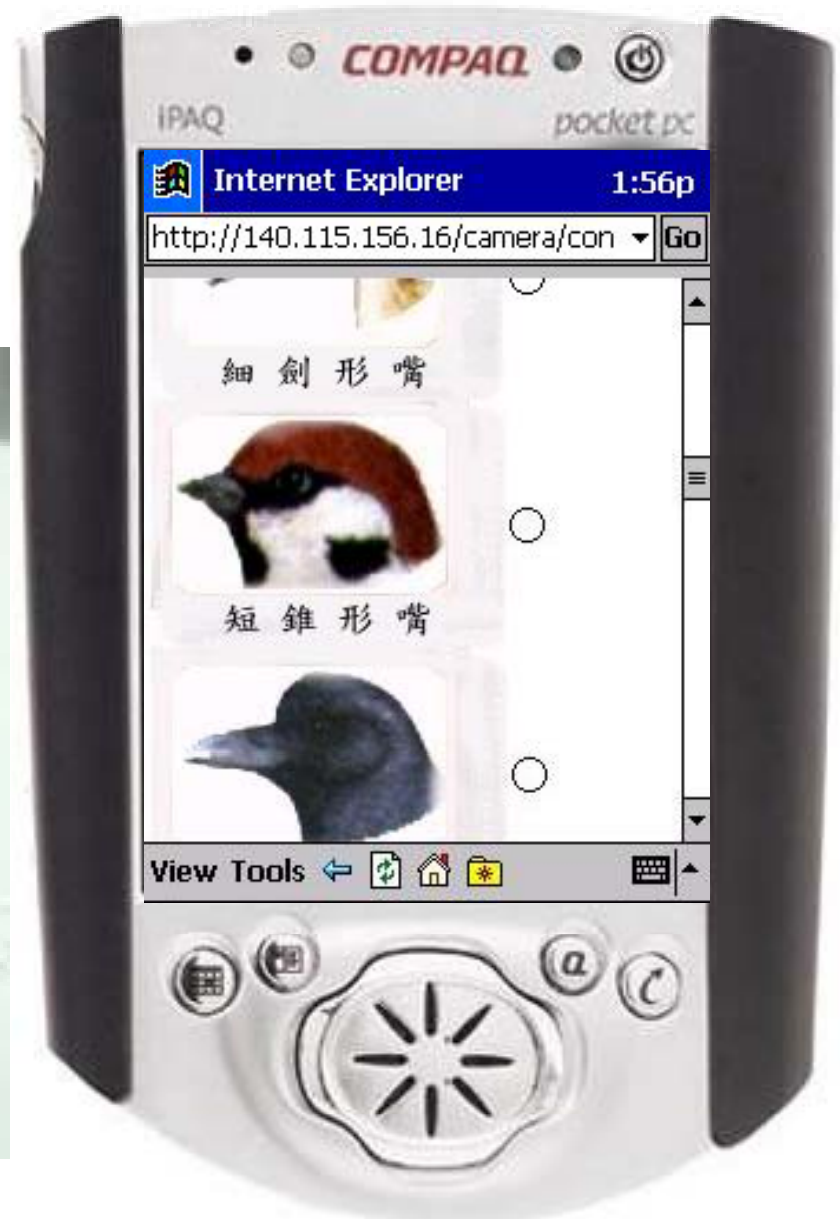 COMPAQ
iPAQ pocket pc
Internet Explorer 1:56p
http://140.115.156.16/camera/con Go
細劍形嘴
短錐形嘴
View Tools
a